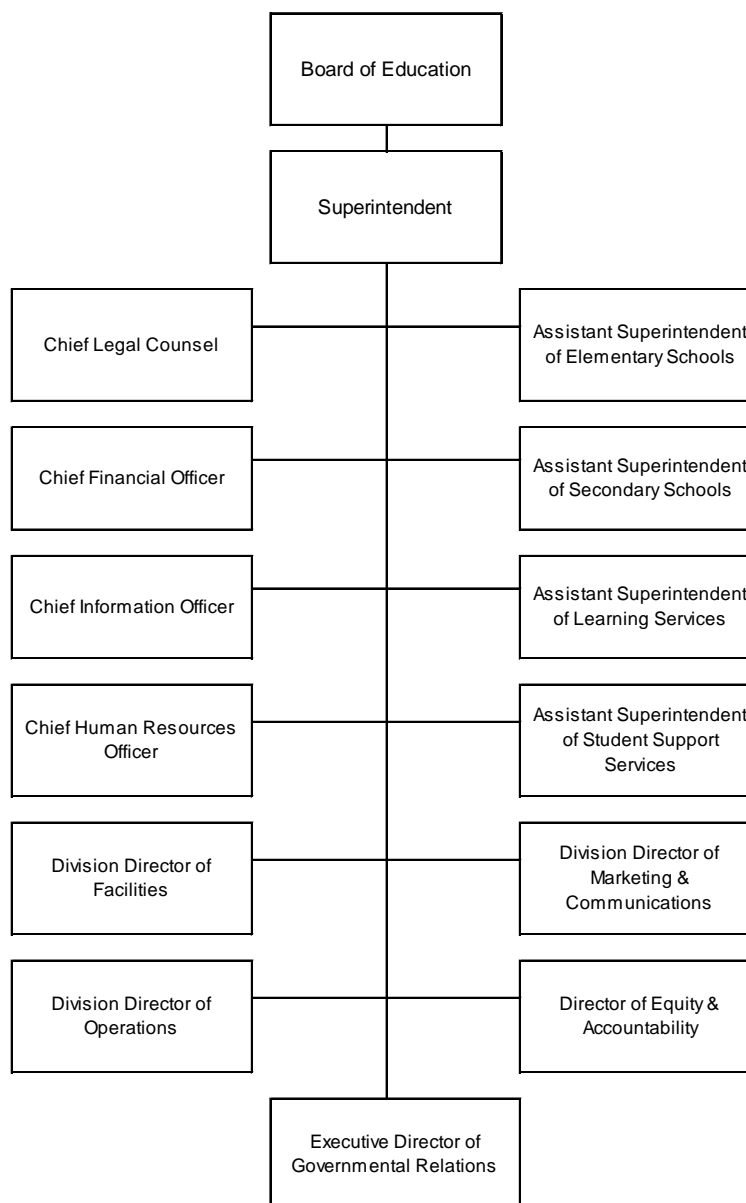 Board of Education
Superintendent
Chief Legal Counsel
Assistant Superintendent
of Elementary Schools
Chief Financial Officer
Assistant Superintendent
of Secondary Schools
Chief Information Officer
Assistant Superintendent
of Learning Services
Chief Human Resources
Officer
Assistant Superintendent
of Student Support
Services
Division Director of
Facilities
Division Director of
Marketing &
Communications
Division Director of
Operations
Director of Equity &
Accountability
Executive Director of
Governmental Relations